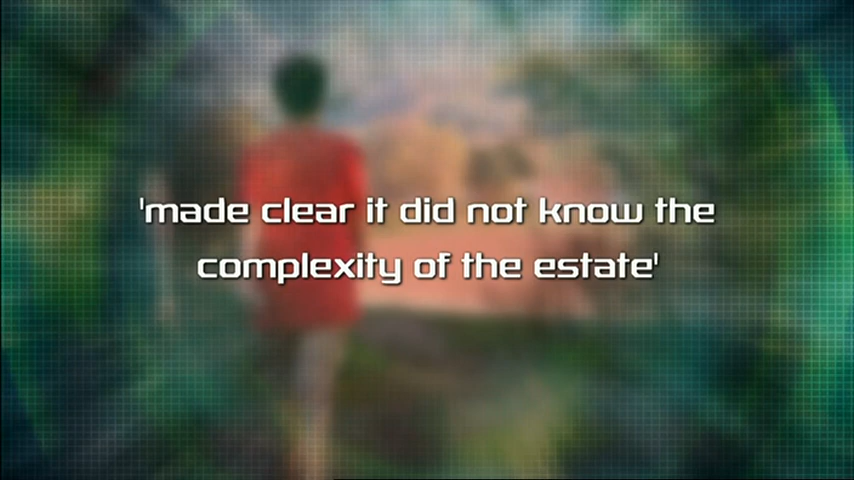 'made clear it did not know the
complexity of the estate'